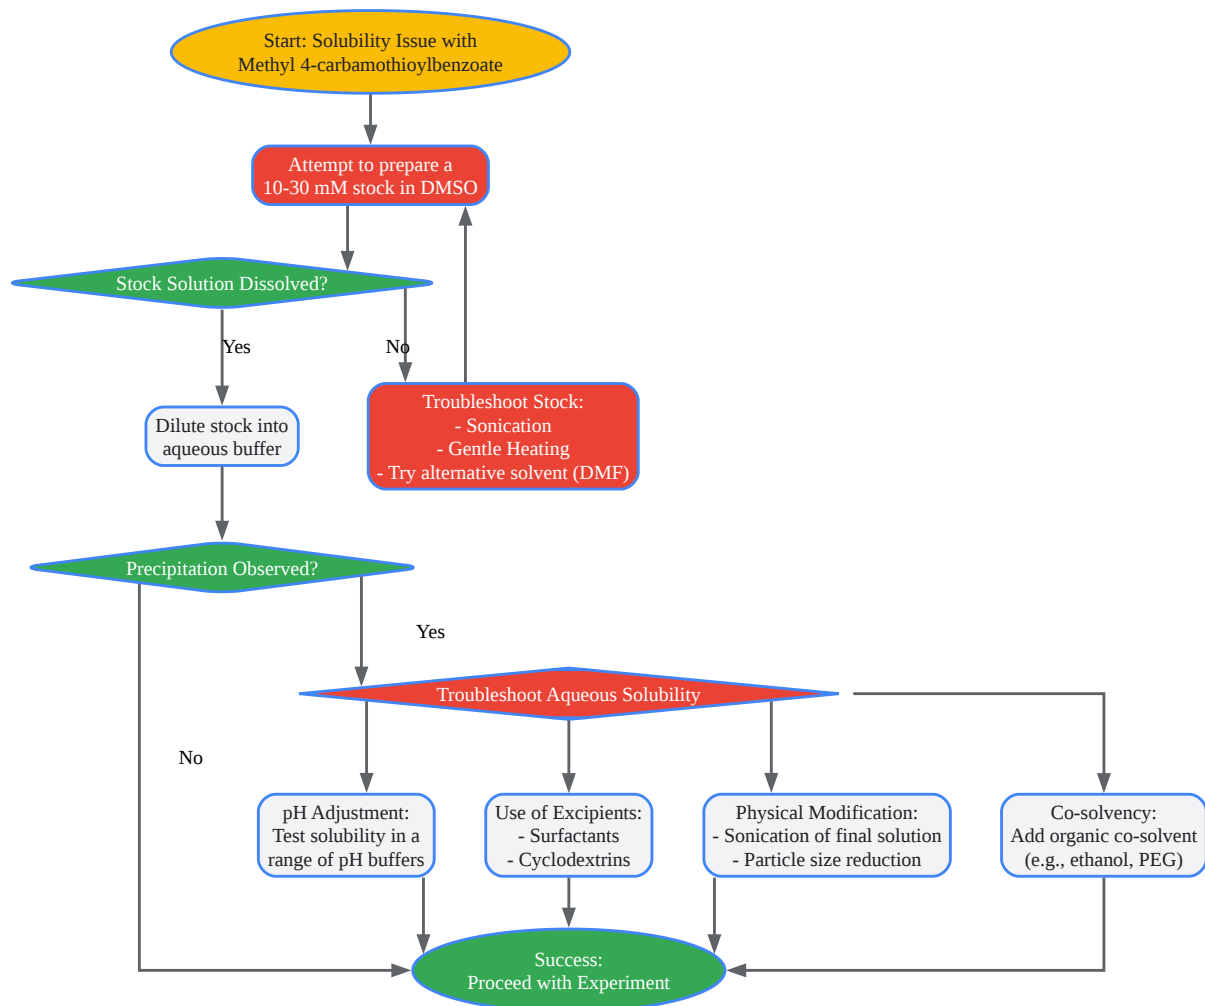 Start: Solubility Issue with
Methyl 4-carbamothioylbenzoate
Attempt to prepare a
10-30 mM stock in DMSO
Stock Solution Dissolved?
Yes
No
Troubleshoot Stock:
- Sonication
- Gentle Heating
- Try alternative solvent (DMF)
Dilute stock into
aqueous buffer
Precipitation Observed?
Yes
Troubleshoot Aqueous Solubility
No
pH Adjustment:
Test solubility in a
range of pH buffers
Use of Excipients:
- Surfactants
- Cyclodextrins
Physical Modification:
- Sonication of final solution
- Particle size reduction
Co-solvency:
Add organic co-solvent
(e.g., ethanol, PEG)
Success:
Proceed with Experiment